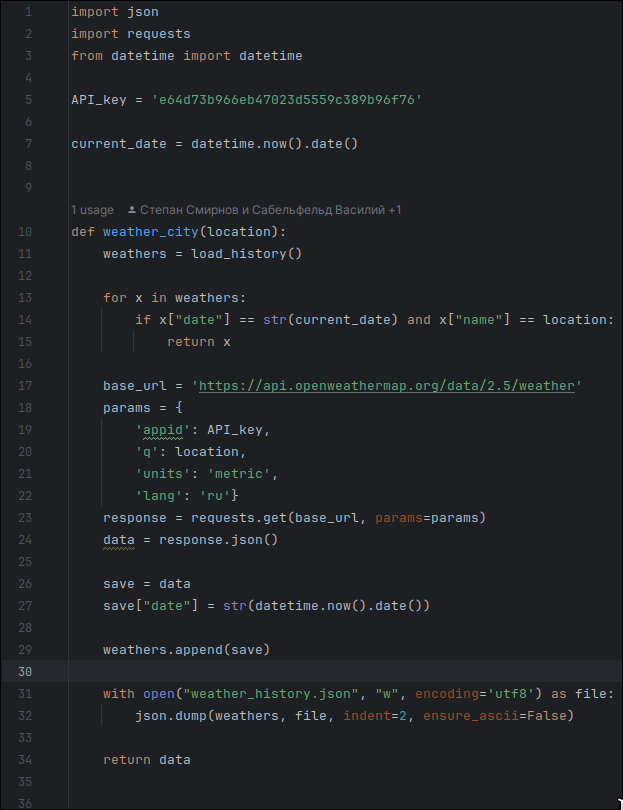 1 import json
2 import requests
3 from datetime import datetime
4
5 API_key = 'e64d73b966eb47023d5559c389b96f76'
6
7 current_date = datetime.now().date()
8
9
1 usage Степан Смирнов и Сабельфельд Василий +1
10 def weather_city(location):
11     weathers = load_history()
12
13     for x in weathers:
14         if x["date"] == str(current_date) and x["name"] == location:
15             return x
16
17     base_url = 'https://api.openweathermap.org/data/2.5/weather'
18     params = {
19         'appid': API_key,
20         'q': location,
21         'units': 'metric',
22         'lang': 'ru'}
23     response = requests.get(base_url, params=params)
24     data = response.json()
25
26     save = data
27     save["date"] = str(datetime.now().date())
28
29     weathers.append(save)
30
31     with open("weather_history.json", "w", encoding='utf8') as file:
32         json.dump(weathers, file, indent=2, ensure_ascii=False)
33
34     return data
35
36